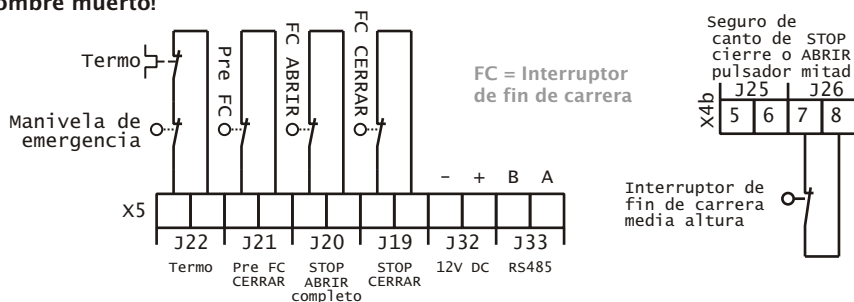 ombre muerto!
Termo
Manivela de
emergencia
Pre FC
FC ABRIR
FC CERRAR
FC = Interruptor
de fin de carrera
– + B A
X5
J22 J21 J20 J19 J32 J33
Termo
Pre FC
CERRAR
STOP
ABRIR
completo
STOP
CERRAR
12V DC
RS485
Seguro de
canto de
cierre o
pulsador
STOP
ABRIR
mitad
J25 J26
X4b
5 6 7 8
Interruptor de
fin de carrera
media altura